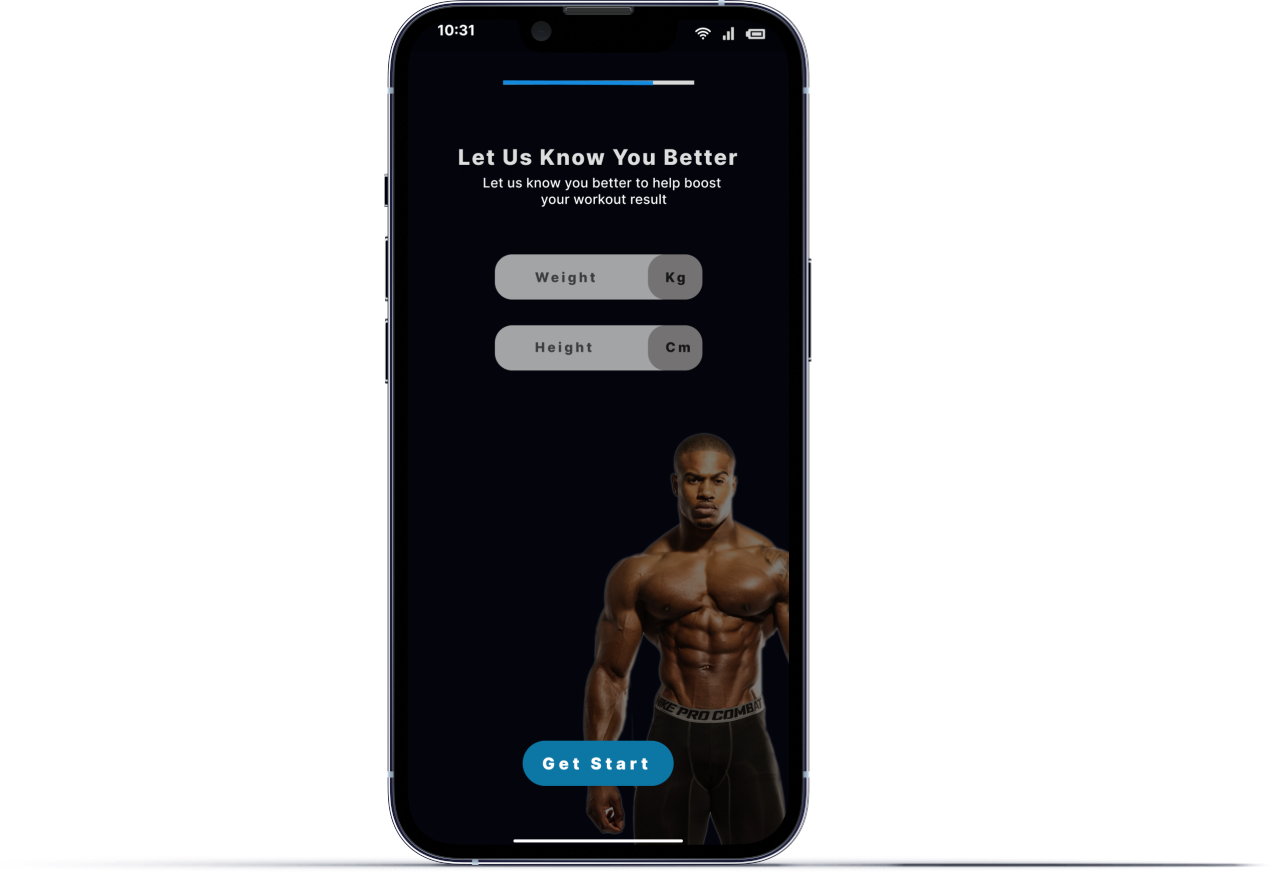 10:31
Let Us Know You Better
Let us know you better to help boost
your workout result
Weight Kg
Height Cm
PRO COMBAT
Get Start